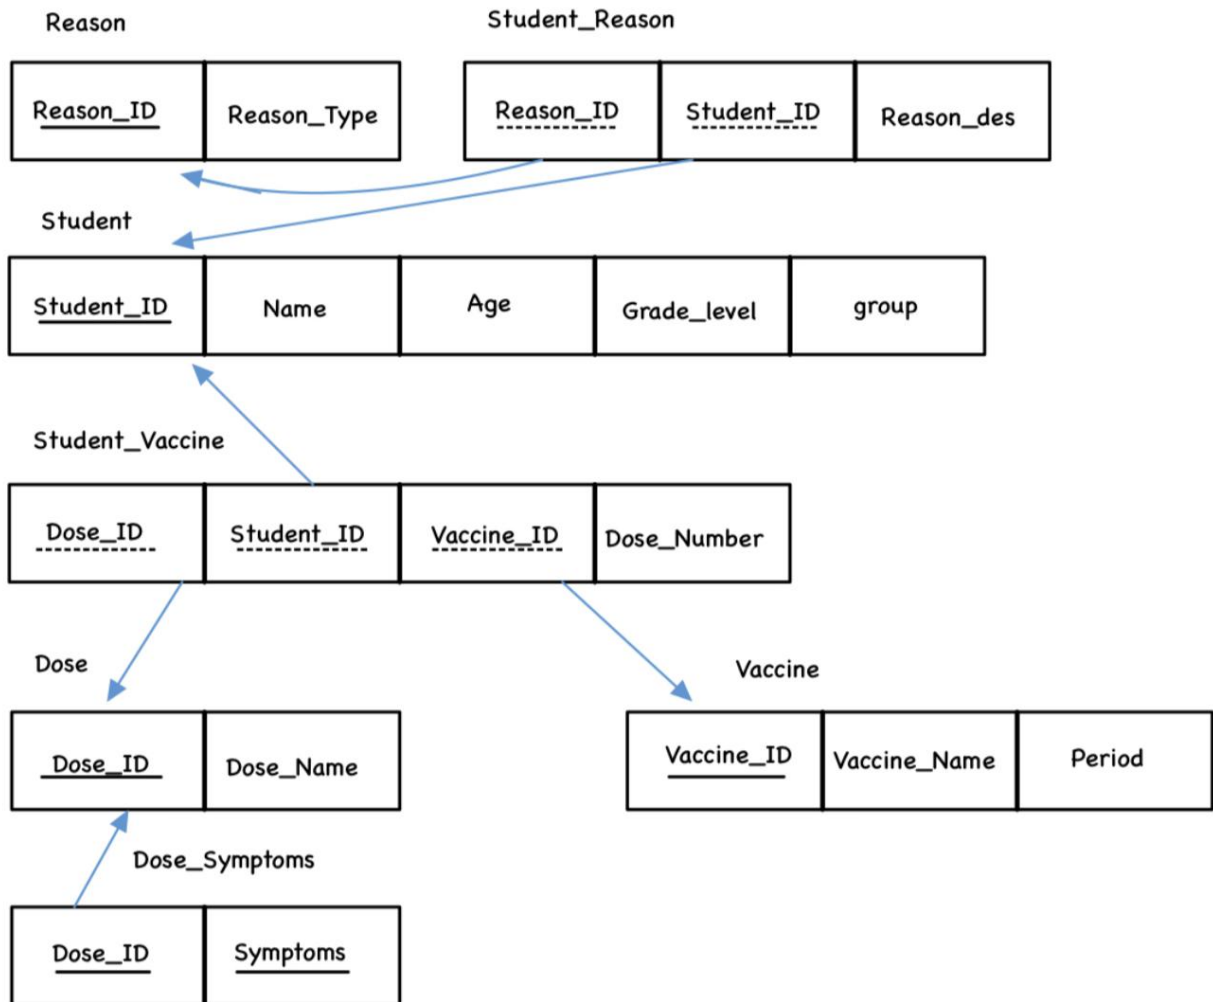 Reason
Student_Reason
Reason_ID
Reason_Type
Reason_ID
Student_ID
Reason_des
Student
Student_ID
Name
Age
Grade_level
group
Student_Vaccine
Dose_ID
Student_ID
Vaccine_ID
Dose_Number
Dose
Vaccine
Dose_ID
Dose_Name
Vaccine_ID
Vaccine_Name
Period
Dose_Symptoms
Dose_ID
Symptoms